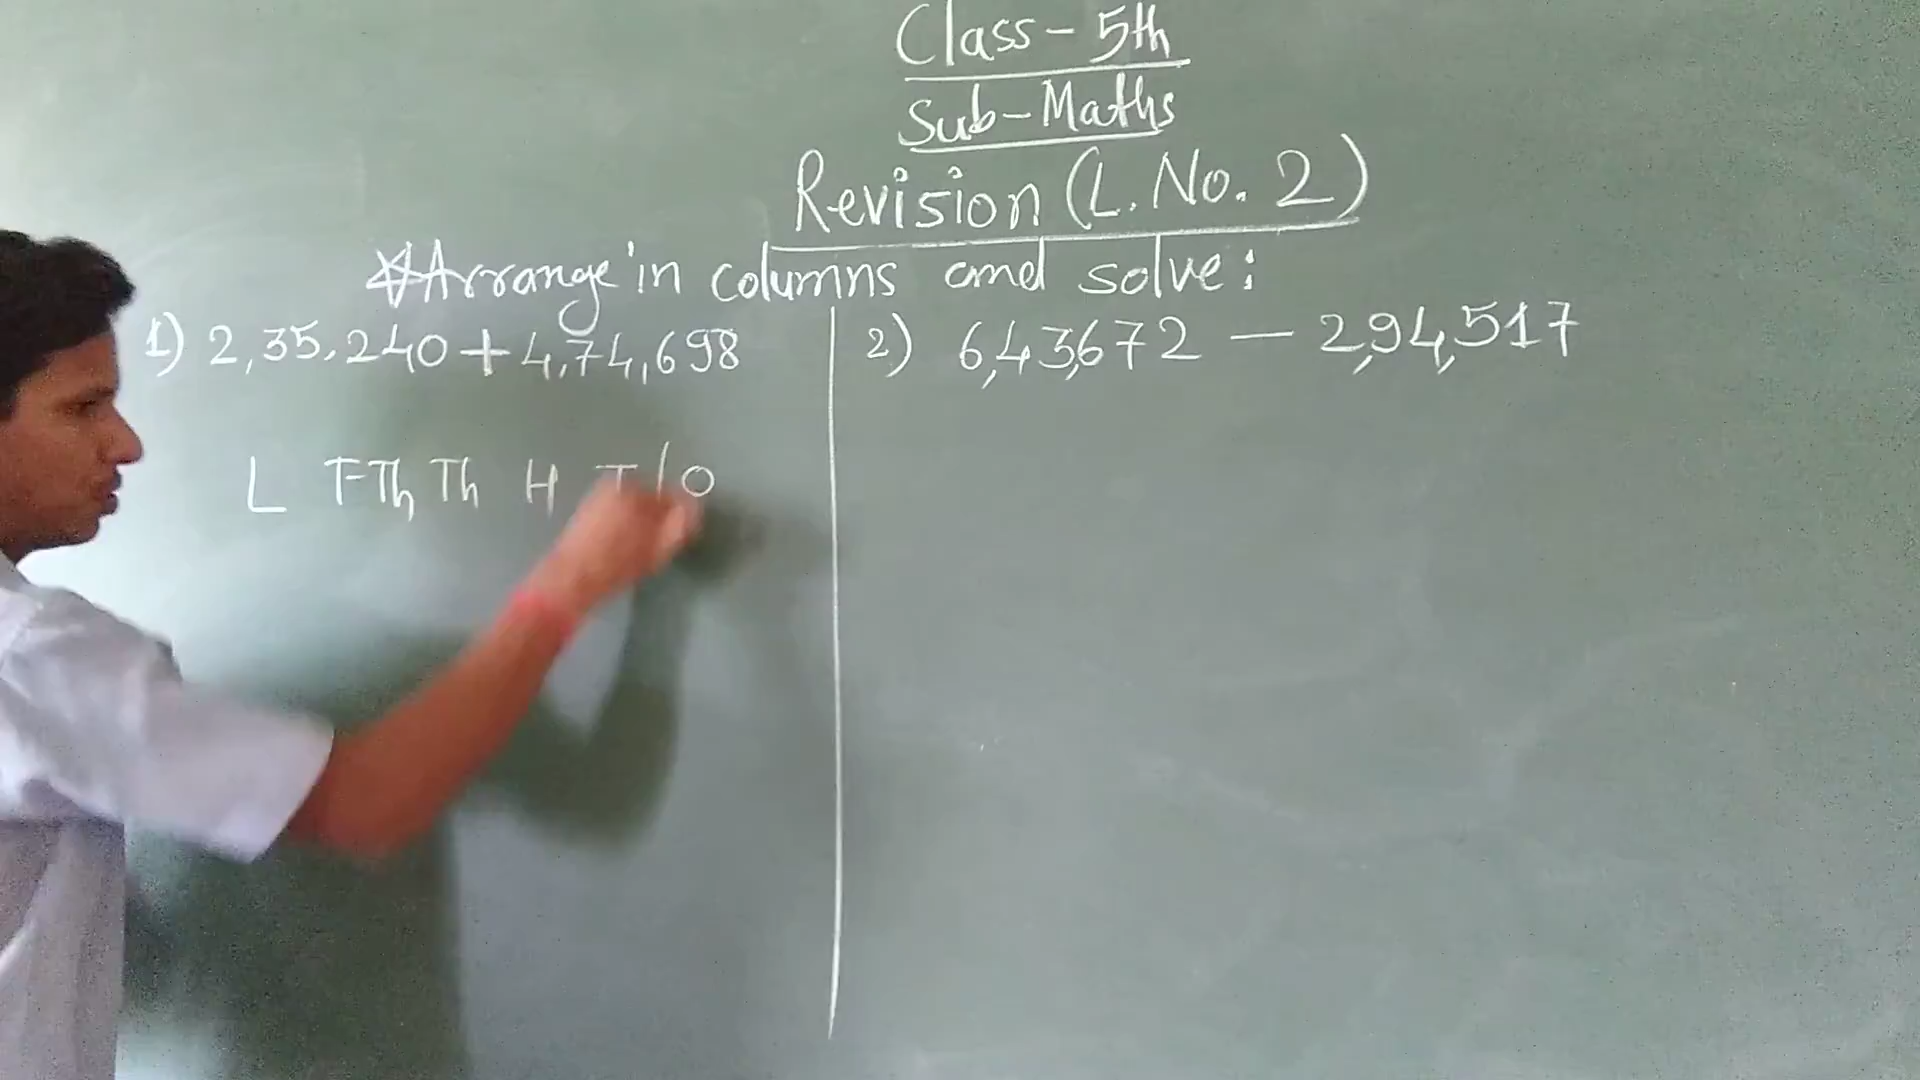 Class - 5th
Sub - Maths
Revision (L. No. 2)
*Arrange in columns and solve:
1) 2,35,240 + 4,74,698
2) 6,43,672 - 2,94,517
L T-Th Th H T O